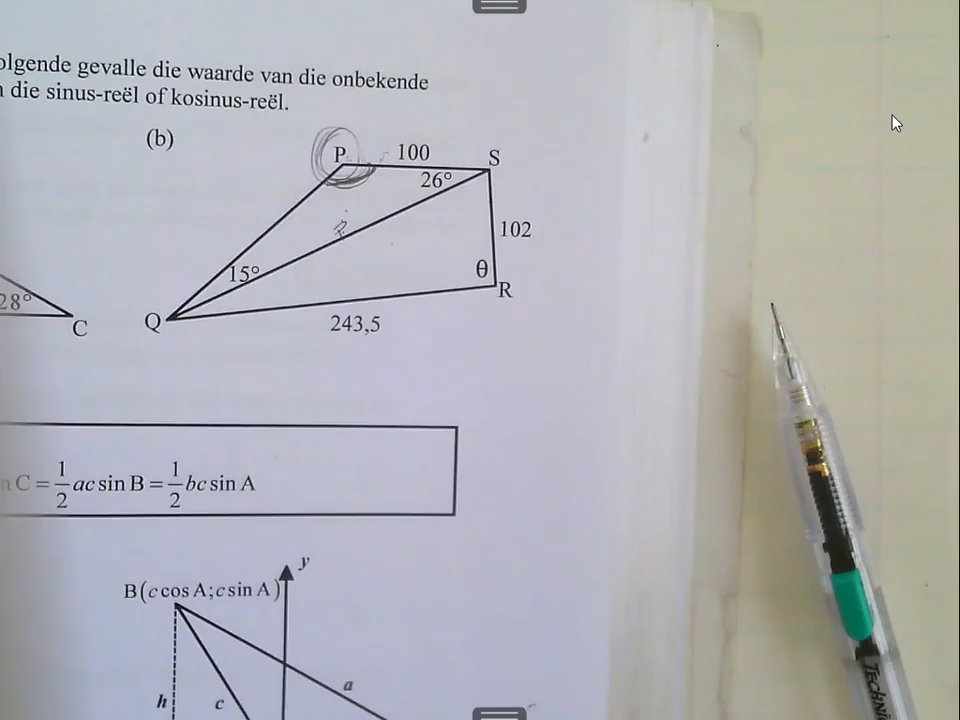 olgende gevalle die waarde van die onbekende
die sinus-reël of kosinus-reël.
(b)
P
100
S
26°
102
15°
θ
R
28°
C
Q
243,5
C = 1/2 ac sin B = 1/2 bc sin A
y
B(c cos A; c sin A)
a
h
c